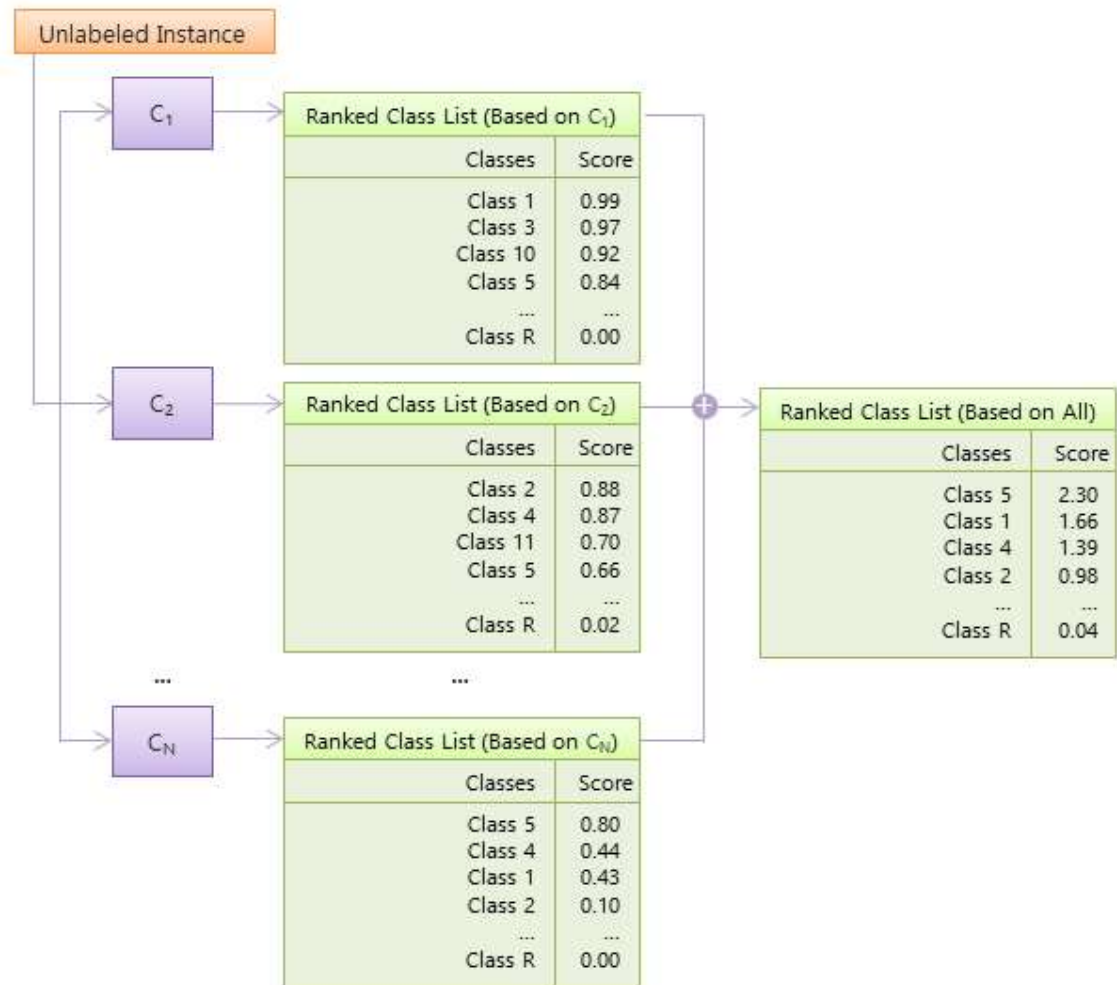 Unlabeled Instance
C₁
Ranked Class List (Based on C₁)
Classes Score
Class 1 0.99
Class 3 0.97
Class 10 0.92
Class 5 0.84
... ...
Class R 0.00
C₂
Ranked Class List (Based on C₂)
Classes Score
Class 2 0.88
Class 4 0.87
Class 11 0.70
Class 5 0.66
... ...
Class R 0.02
+
Ranked Class List (Based on All)
Classes Score
Class 5 2.30
Class 1 1.66
Class 4 1.39
Class 2 0.98
... ...
Class R 0.04
... ...
C_N
Ranked Class List (Based on C_N)
Classes Score
Class 5 0.80
Class 4 0.44
Class 1 0.43
Class 2 0.10
... ...
Class R 0.00